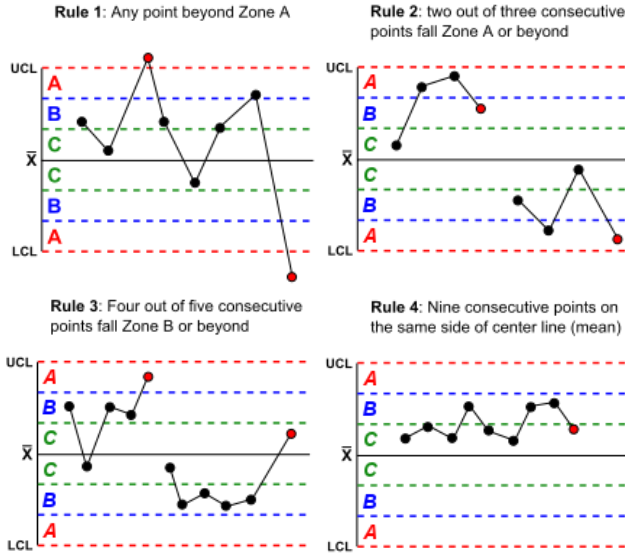 Rule 1: Any point beyond Zone A
UCL
A
B
C
X̅
C
B
A
LCL
Rule 2: two out of three consecutive
points fall Zone A or beyond
UCL
A
B
C
X̅
C
B
A
LCL
Rule 3: Four out of five consecutive
points fall Zone B or beyond
UCL
A
B
C
X̅
C
B
A
LCL
Rule 4: Nine consecutive points on
the same side of center line (mean)
UCL
A
B
C
X̅
C
B
A
LCL